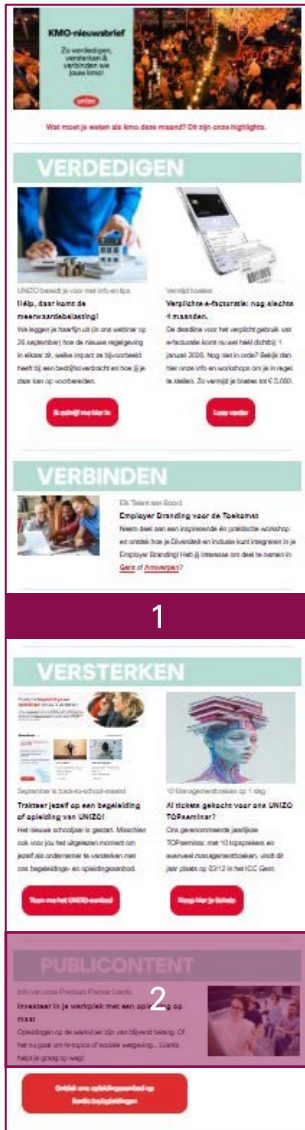 KMO-nieuwsbrief
Zo verdedigen,
versterken &
verbinden we
jouw kmo!
unizo
Wat moet je weten als kmo deze maand? Dit zijn onze highlights.
VERDEDIGEN
UNIZO bereidt je voor met info en tips
Hélp, daar komt de
meerwaardebelasting!
We leggen je haarfijn uit (in ons webinar op
26 september) hoe de nieuwe regelgeving
in elkaar zit, welke impact ze bijvoorbeeld
heeft bij een bedrijfsoverdracht en hoe jij je
daar kan op voorbereiden.
Ik schrijf me hier in
Vermijd boetes!
Verplichte e-facturatie: nog slechts
4 maanden.
De deadline voor het verplicht gebruik van
e-facturatie komt nu wel héél dichtbij: 1
januari 2026. Nog niet in orde? Bekijk dan
hier onze info en workshops om je in regel
te stellen. Zo vermijd je boetes tot € 5.000.
Lees verder
VERBINDEN
Elk Talent aan Boord
Employer Branding voor de Toekomst
Neem deel aan een inspirerende én praktische workshop
en ontdek hoe je Diversiteit en Inclusie kunt integreren in je
Employer Branding! Heb jij interesse om deel te nemen in
Gent of Antwerpen?
1
VERSTERKEN
September is back-to-school-maand
Trakteer jezelf op een begeleiding
of opleiding van UNIZO!
Het nieuwe schooljaar is gestart. Misschien
ook voor jou het uitgelezen moment om
jezelf als ondernemer te versterken met
ons begeleidings- en opleidingsaanbod.
Toon me het UNIZO-aanbod
10 Managementboeken op 1 dag
Al tickets gekocht voor ons UNIZO
TOPseminar?
Ons gerenommeerde jaarlijkse
TOPseminar, met 10 topsprekers en
evenveel managementboeken, vindt dit
jaar plaats op 03/12 in het ICC Gent.
Koop hier je tickets
PUBLICONTENT
2
Info van onze Premium Partner Liantis
Investeer in je werkplek met een opleiding op
maat
Opleidingen op de werkvloer zijn van blijvend belang. Of
het nu gaat om hr-topics of sociale wetgeving... Liantis
helpt je graag op weg!
Ontdek ons opleidingsaanbod op